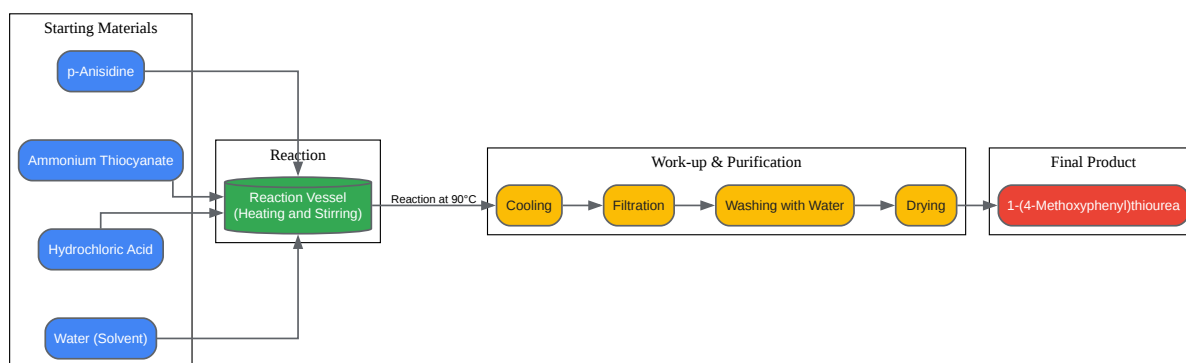 Starting Materials
p-Anisidine
Ammonium Thiocyanate
Hydrochloric Acid
Water (Solvent)
Reaction
Reaction Vessel
(Heating and Stirring)
Reaction at 90°C
Work-up & Purification
Cooling
Filtration
Washing with Water
Drying
Final Product
1-(4-Methoxyphenyl)thiourea